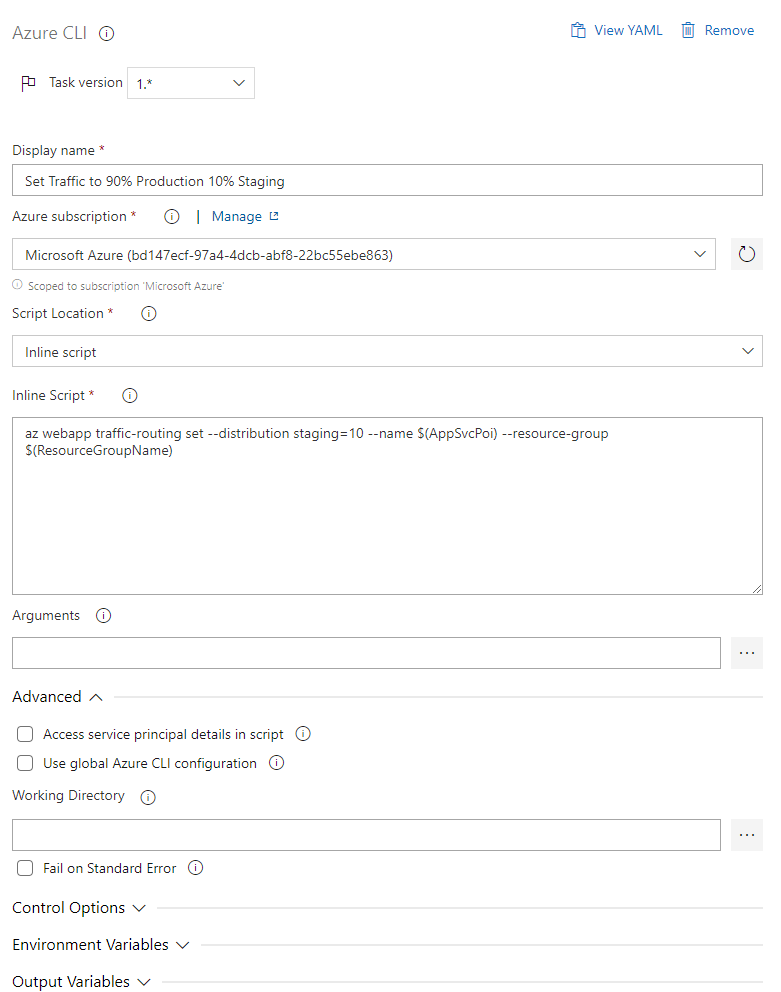 Azure CLI
View YAML
Remove
Task version
1.*
Display name *
Set Traffic to 90% Production 10% Staging
Azure subscription *
| Manage
Microsoft Azure (bd147ecf-97a4-4dcb-abf8-22bc55ebe863)
Scoped to subscription 'Microsoft Azure'
Script Location *
Inline script
Inline Script *
az webapp traffic-routing set --distribution staging=10 --name $(AppSvcPoi) --resource-group
$(ResourceGroupName)
Arguments
...
Advanced
Access service principal details in script
Use global Azure CLI configuration
Working Directory
...
Fail on Standard Error
Control Options
Environment Variables
Output Variables